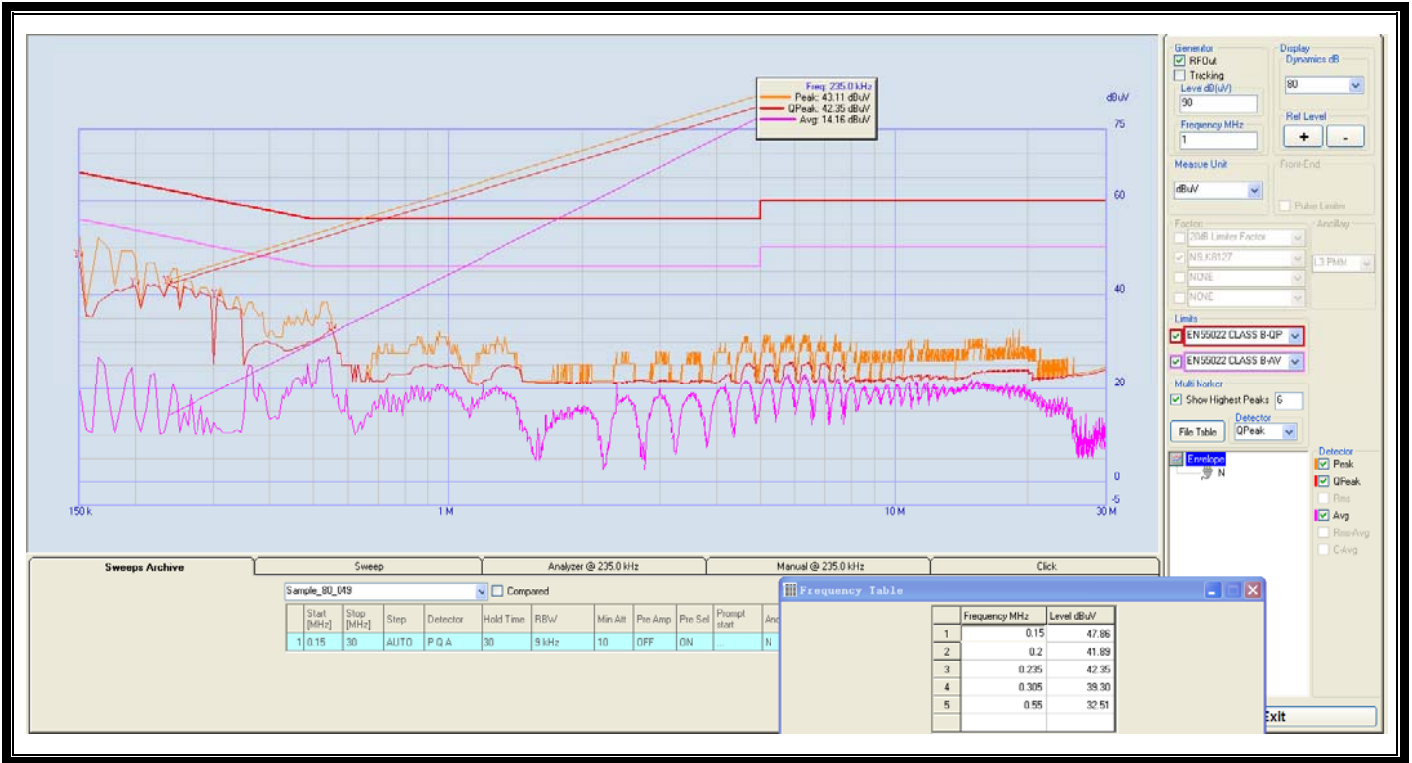 Freq: 235.0 kHz
Peak: 43.11 dBuV
QPeak: 42.35 dBuV
Avg: 14.16 dBuV
dBuV
75
60
40
20
0
-5
150 k
1 M
10 M
30 M
Generator
RFOut
Tracking
Level dB(uV)
90
Frequency MHz
1
Display
Dynamics dB
80
Ref Level
+ -
Measue Unit
dBuV
Front-End
Pulse Limiter
Factors
20dB Limiter Factor
NNONE
NONE
Ancillay
L3 PMM
Limits
EN55022 CLASS B-QP
EN55022 CLASS B-AV
Multi Marker
Show Highest Peaks 6
File Table
Detector
QPeak
Envelope
N
Detector
Peak
QPeak
Rms
Avg
Rms-Avg
C-Avg
Exit
Sweeps Archive Sweep Analyzer @ 235.0 kHz Manual @ 235.0 kHz Click
Sample_80_049 Compared
Start [MHz] Stop [MHz] Step Detector Hold Time RBW Min Att Pre Amp Pre Sel Prompt start Anc
1 0.15 30 AUTO P Q A 30 9 kHz 10 OFF ON ... N
Frequency Table
Frequency MHz Level dBuV
1 0.15 47.86
2 0.2 41.89
3 0.235 42.35
4 0.305 39.30
5 0.55 32.51